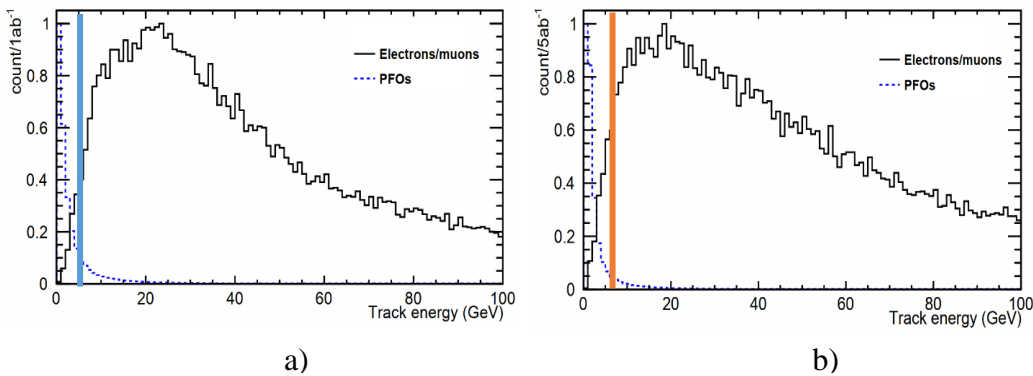 count/1ab⁻¹
1
0.8
0.6
0.4
0.2
0
0 20 40 60 80 100
Track energy (GeV)
Electrons/muons
PFOs
a)
count/5ab⁻¹
1
0.8
0.6
0.4
0.2
0
0 20 40 60 80 100
Track energy (GeV)
Electrons/muons
PFOs
b)